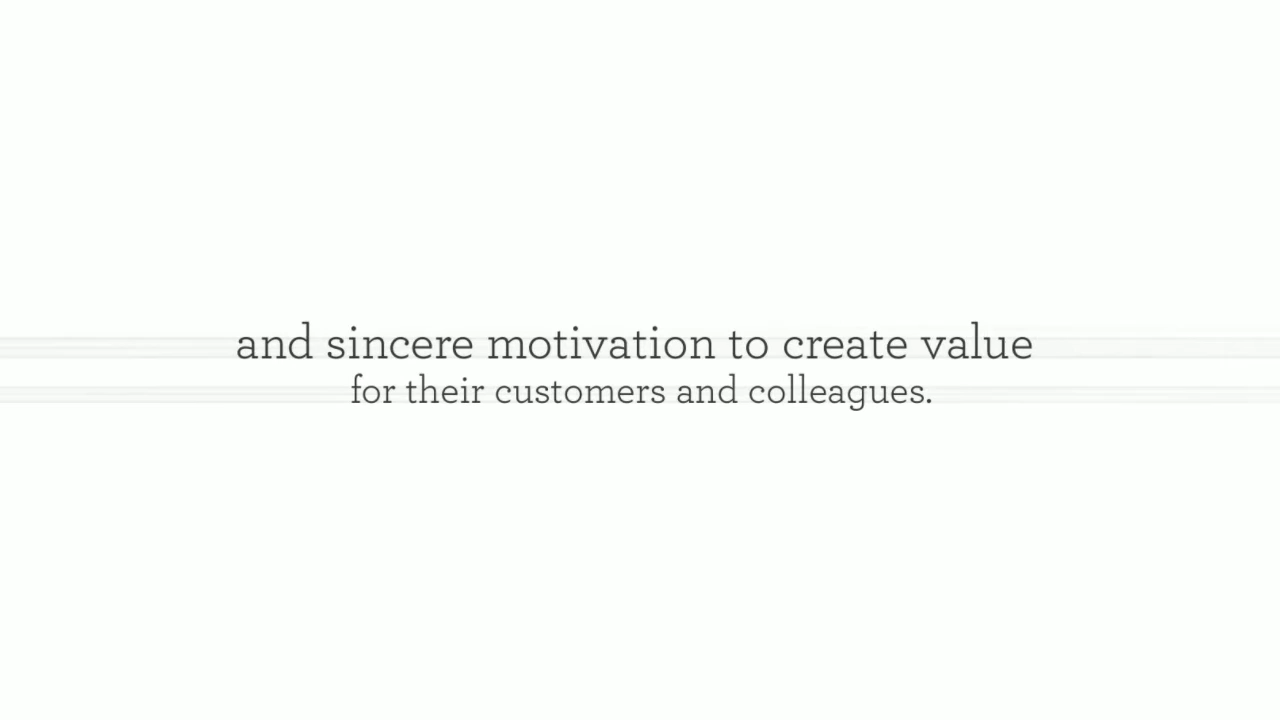 and sincere motivation to create value
for their customers and colleagues.